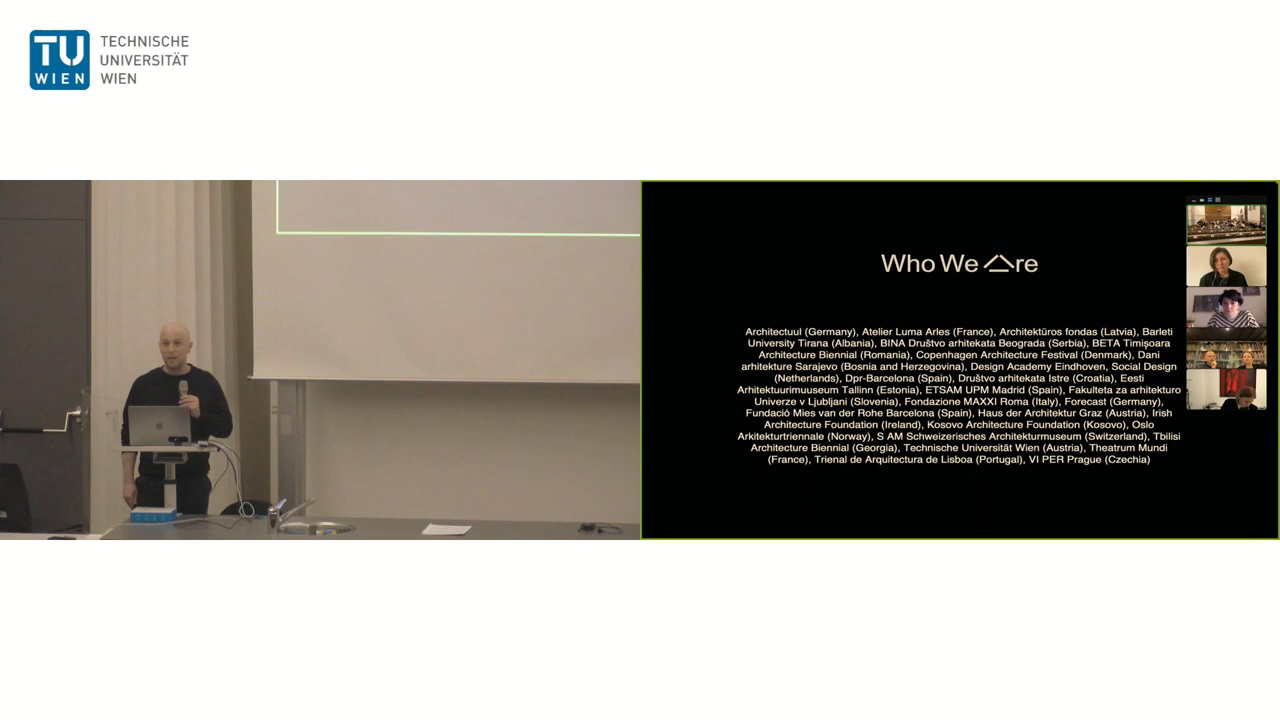 TU
WIEN
TECHNISCHE
UNIVERSITÄT
WIEN
Who We re
Architectuul (Germany), Atelier Luma Arles (France), Architektūros fondas (Latvia), Barleti
University Tirana (Albania), BINA Društvo arhitekata Beograda (Serbia), BETA Timișoara
Architecture Biennial (Romania), Copenhagen Architecture Festival (Denmark), Dani
arhitekture Sarajevo (Bosnia and Herzegovina), Design Academy Eindhoven, Social Design
(Netherlands), Dpr-Barcelona (Spain), Društvo arhitekata Istre (Croatia), Eesti
Arhitektuurimuuseum Tallinn (Estonia), ETSAM UPM Madrid (Spain), Fakulteta za arhitekturo
Univerze v Ljubljani (Slovenia), Fondazione MAXXI Roma (Italy), Forecast (Germany),
Fundació Mies van der Rohe Barcelona (Spain), Haus der Architektur Graz (Austria), Irish
Architecture Foundation (Ireland), Kosovo Architecture Foundation (Kosovo), Oslo
Arkitekturtriennale (Norway), S AM Schweizerisches Architekturmuseum (Switzerland), Tbilisi
Architecture Biennial (Georgia), Technische Universität Wien (Austria), Theatrum Mundi
(France), Trienal de Arquitectura de Lisboa (Portugal), VI PER Prague (Czechia)